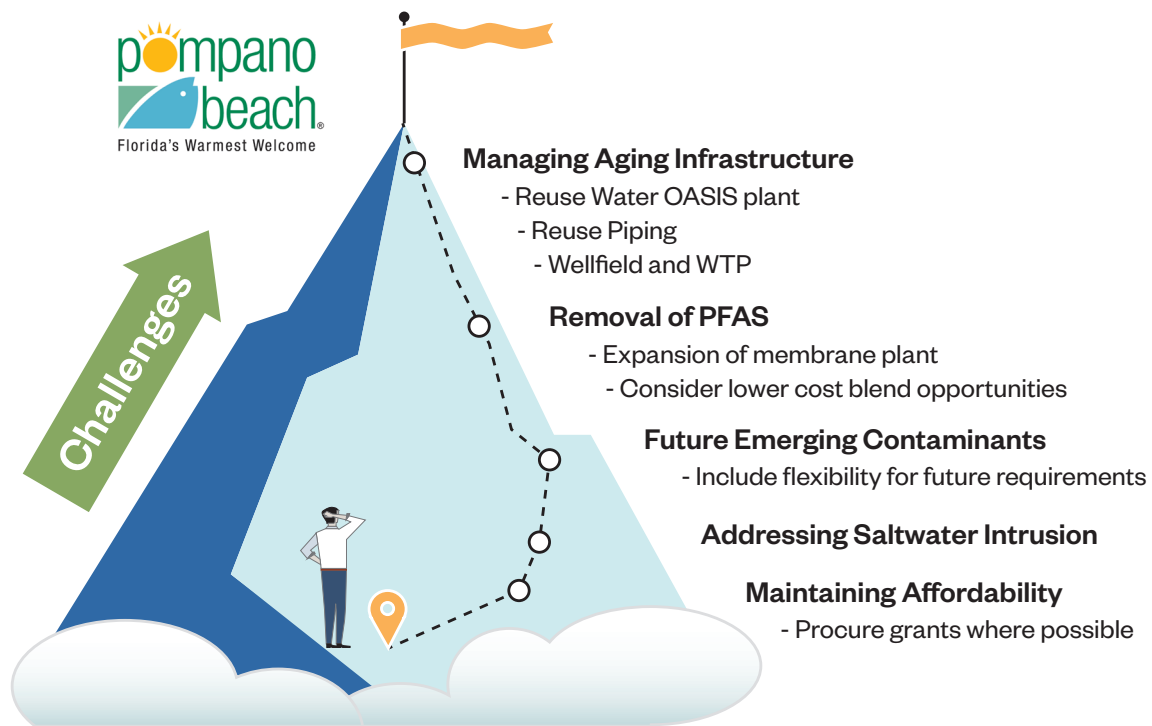 pompano
beach®
Florida's Warmest Welcome
Challenges
Managing Aging Infrastructure
- Reuse Water OASIS plant
- Reuse Piping
- Wellfield and WTP
Removal of PFAS
- Expansion of membrane plant
- Consider lower cost blend opportunities
Future Emerging Contaminants
- Include flexibility for future requirements
Addressing Saltwater Intrusion
Maintaining Affordability
- Procure grants where possible